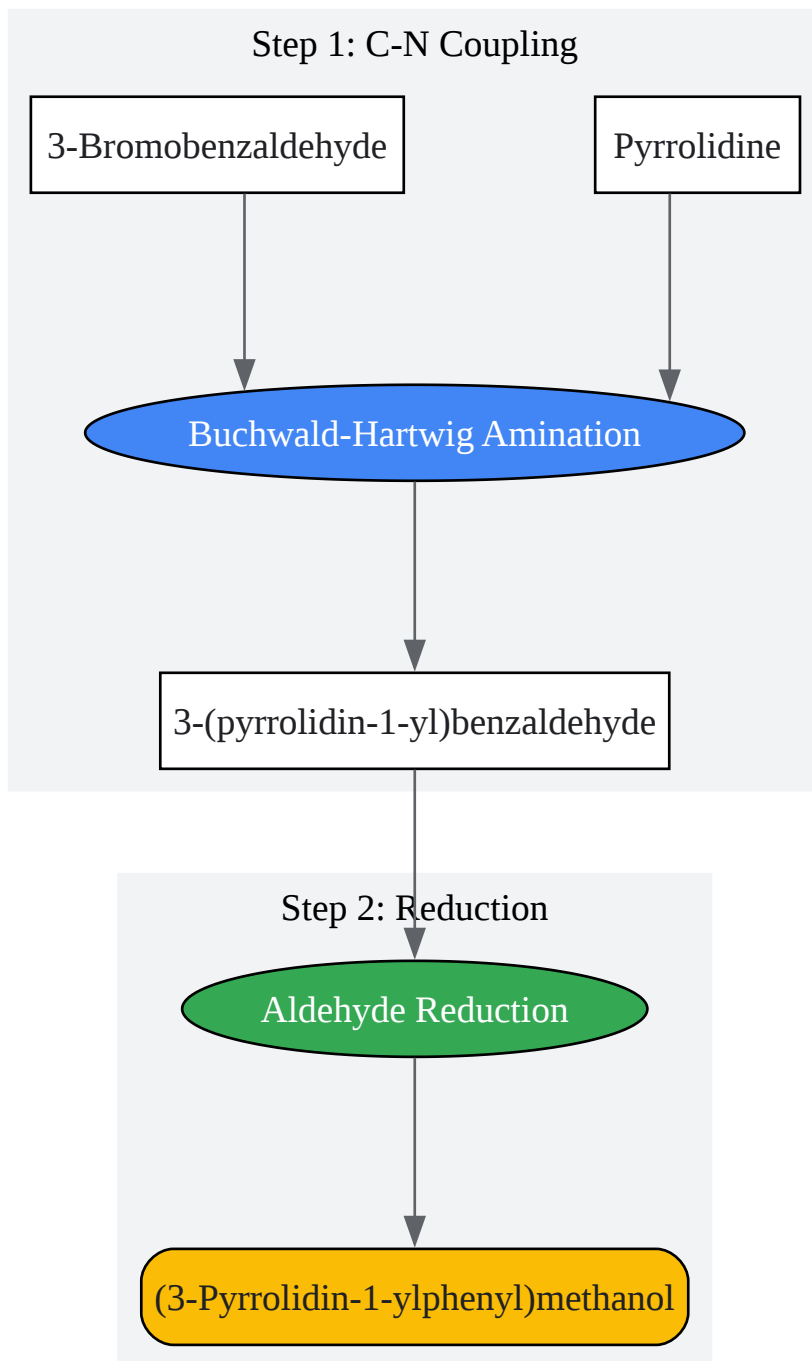 Step 1: C-N Coupling
3-Bromobenzaldehyde
Pyrrolidine
Buchwald-Hartwig Amination
3-(pyrrolidin-1-yl)benzaldehyde
Step 2: Reduction
Aldehyde Reduction
(3-Pyrrolidin-1-ylphenyl)methanol